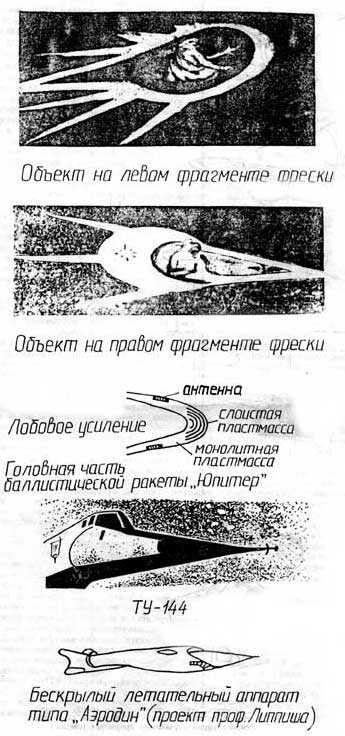 Объект на левом фрагменте фрески
Объект на правом фрагменте фрески
антенна
Лобовое усиление
слоистая
пластмасса
монолитная
пластмасса
Головная часть
баллистической ракеты „Юпитер”
ТУ-144
Бескрылый летательный аппарат
типа „Аэродин” (проект проф. Липпиша)